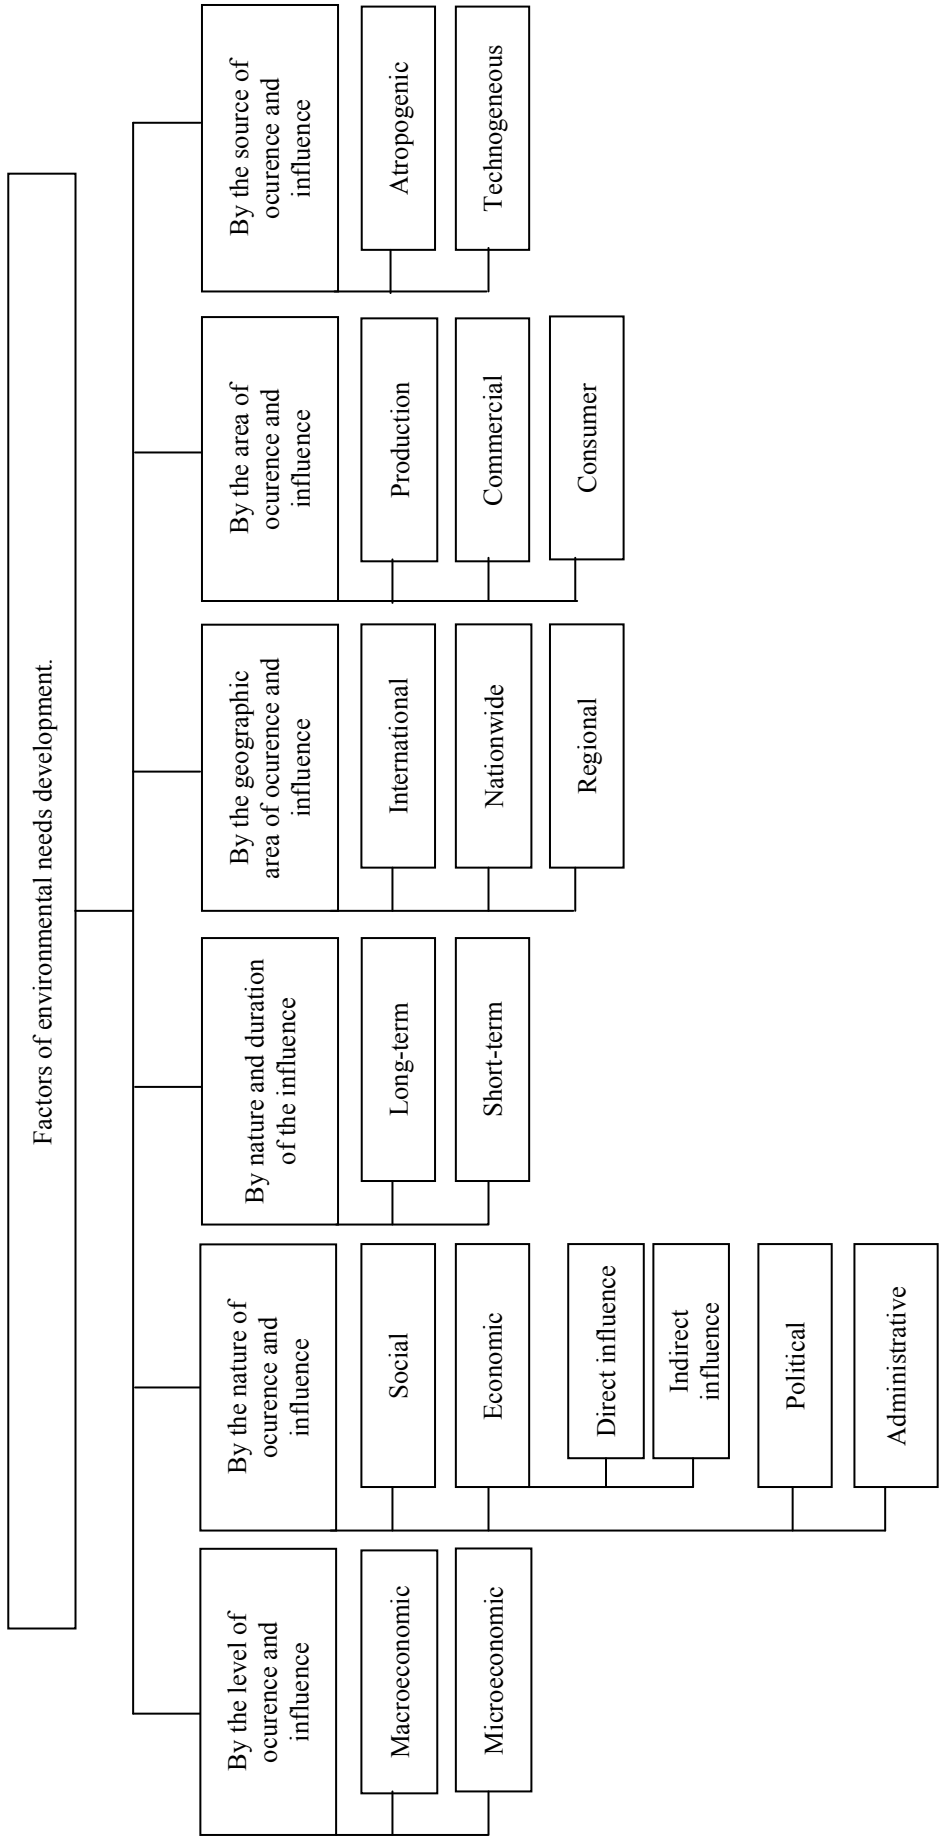 Factors of environmental needs development.
By the level of
ocurence and
influence
Macroeconomic
Microeconomic
By the nature of
ocurence and
influence
Social
Economic
Direct influence
Indirect
influence
Political
Administrative
By nature and duration
of the influence
Long-term
Short-term
By the geographic
area of ocurence and
influence
International
Nationwide
Regional
By the area of
ocurence and
influence
Production
Commercial
Consumer
By the source of
ocurence and
influence
Atropogenic
Technogeneous